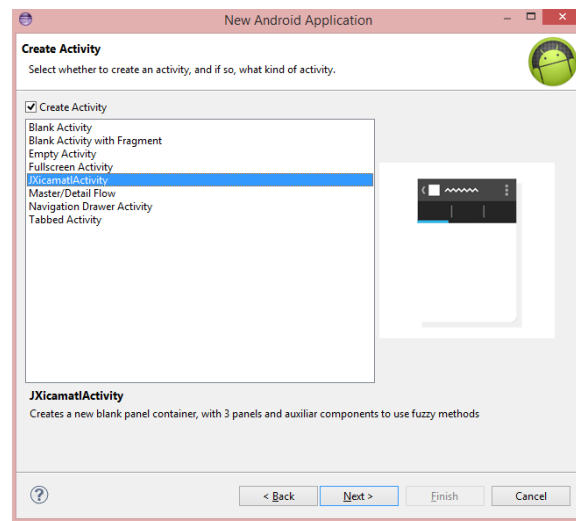 New Android Application
Create Activity
Select whether to create an activity, and if so, what kind of activity.
Create Activity
Blank Activity
Blank Activity with Fragment
Empty Activity
Fullscreen Activity
JXicamatlActivity
Master/Detail Flow
Navigation Drawer Activity
Tabbed Activity
JXicamatlActivity
Creates a new blank panel container, with 3 panels and auxiliar components to use fuzzy methods
? < Back Next > Finish Cancel